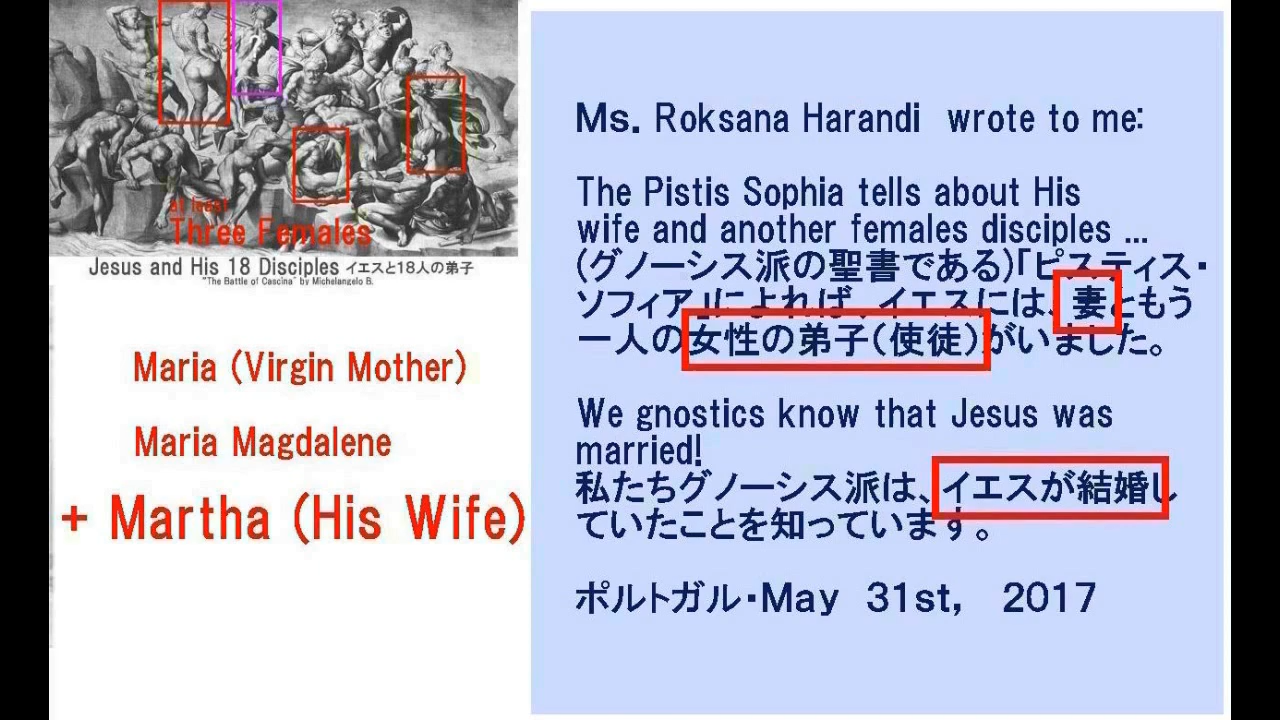 ?
at least
Three Females
Jesus and His 18 Disciples イエスと18人の弟子
"The Battle of Cascina" by Michelangelo B.
Maria (Virgin Mother)
Maria Magdalene
+ Martha (His Wife)
Ms. Roksana Harandi wrote to me:
The Pistis Sophia tells about His
wife and another females disciples ...
(グノーシス派の聖書である)「ピスティス・
ソフィア」によれば、イエスには、妻ともう
一人の女性の弟子(使徒)がいました。
We gnostics know that Jesus was
married!
私たちグノーシス派は、イエスが結婚し
ていたことを知っています。
ポルトガル・May 31st, 2017